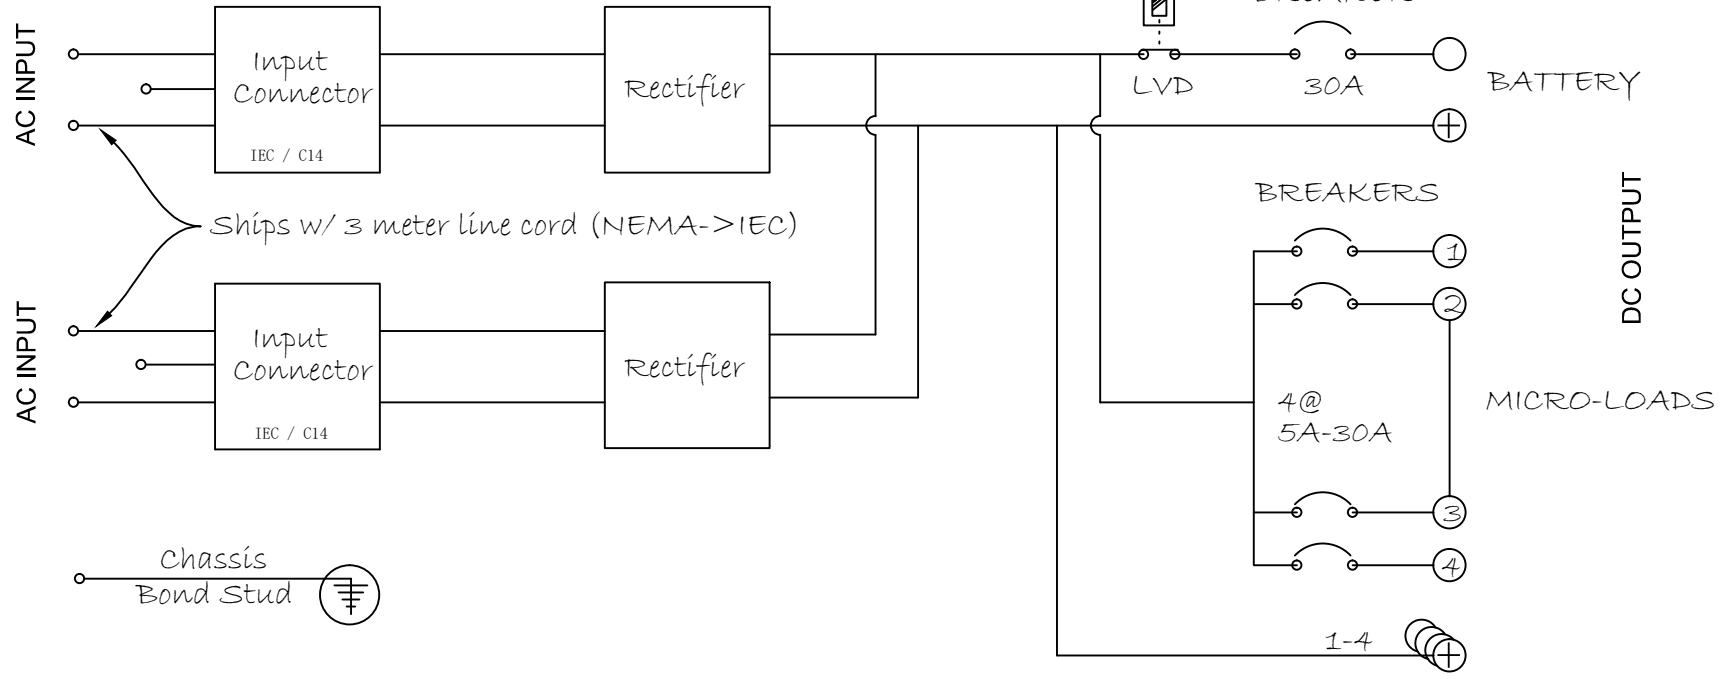 AC INPUT
Input
Connector
IEC / C14
Rectifier
LVD
30A
BATTERY
Ships w/ 3 meter line cord (NEMA->IEC)
BREAKERS
DC OUTPUT
1
2
AC INPUT
Input
Connector
IEC / C14
Rectifier
4@
5A-30A
MICRO-LOADS
3
4
Chassis
Bond Stud
1-4